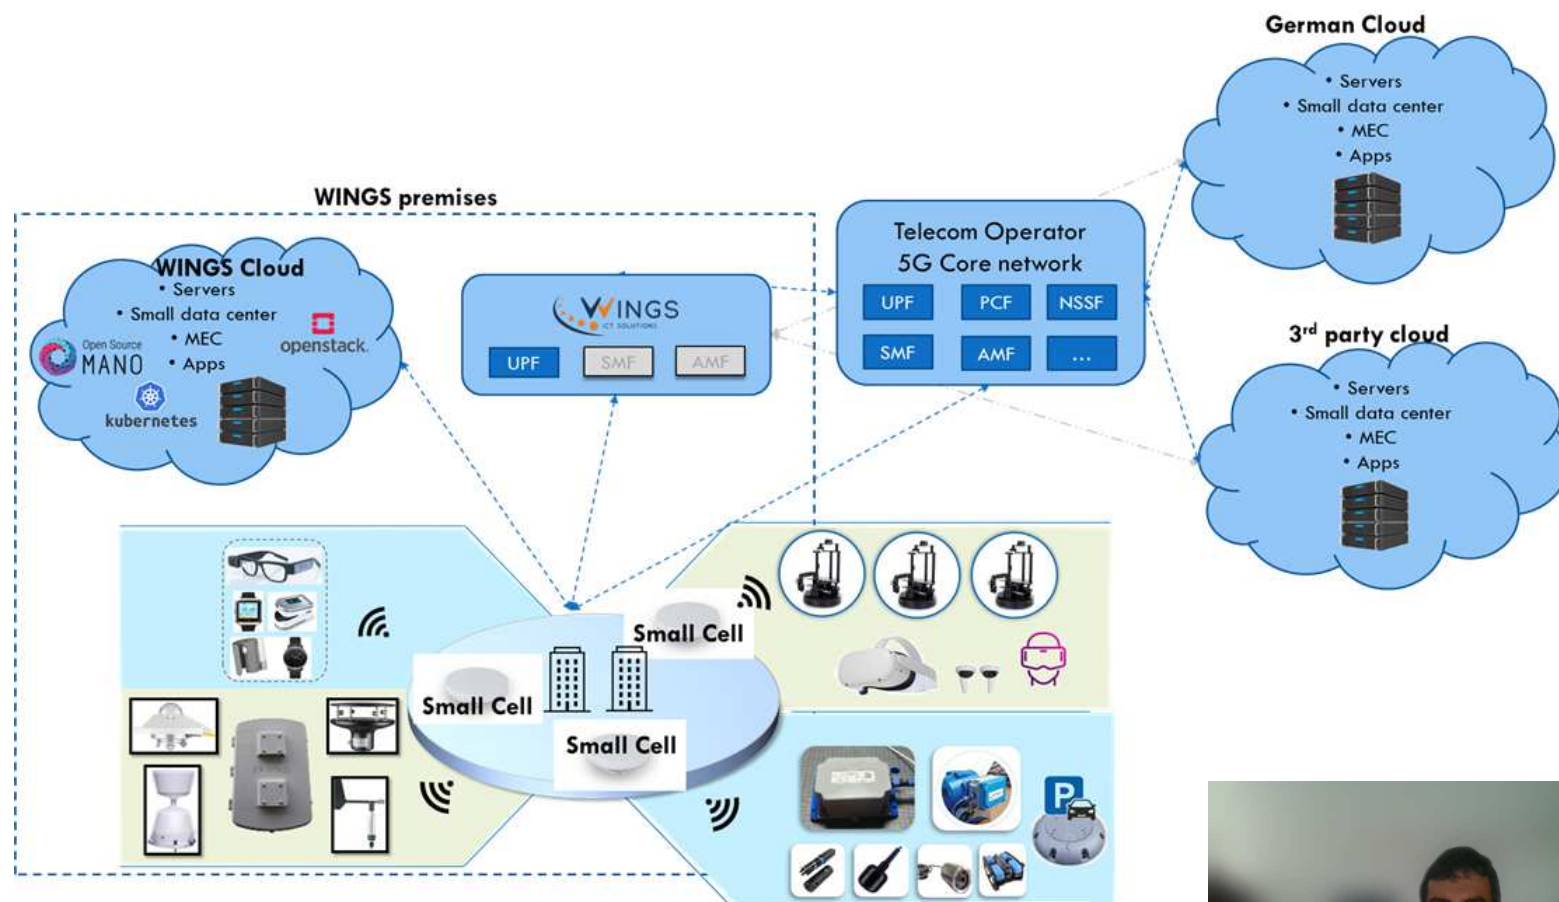 German Cloud
• Servers
• Small data center
• MEC
• Apps
WINGS premises
WINGS Cloud
• Servers
• Small data center
• MEC
• Apps
Open Source
MANO
openstack.
kubernetes
WINGS
ICT SOLUTIONS
UPF
SMF
AMF
Telecom Operator
5G Core network
UPF
PCF
NSSF
SMF
AMF
...
3rd party cloud
• Servers
• Small data center
• MEC
• Apps
Small Cell
Small Cell
Small Cell
P